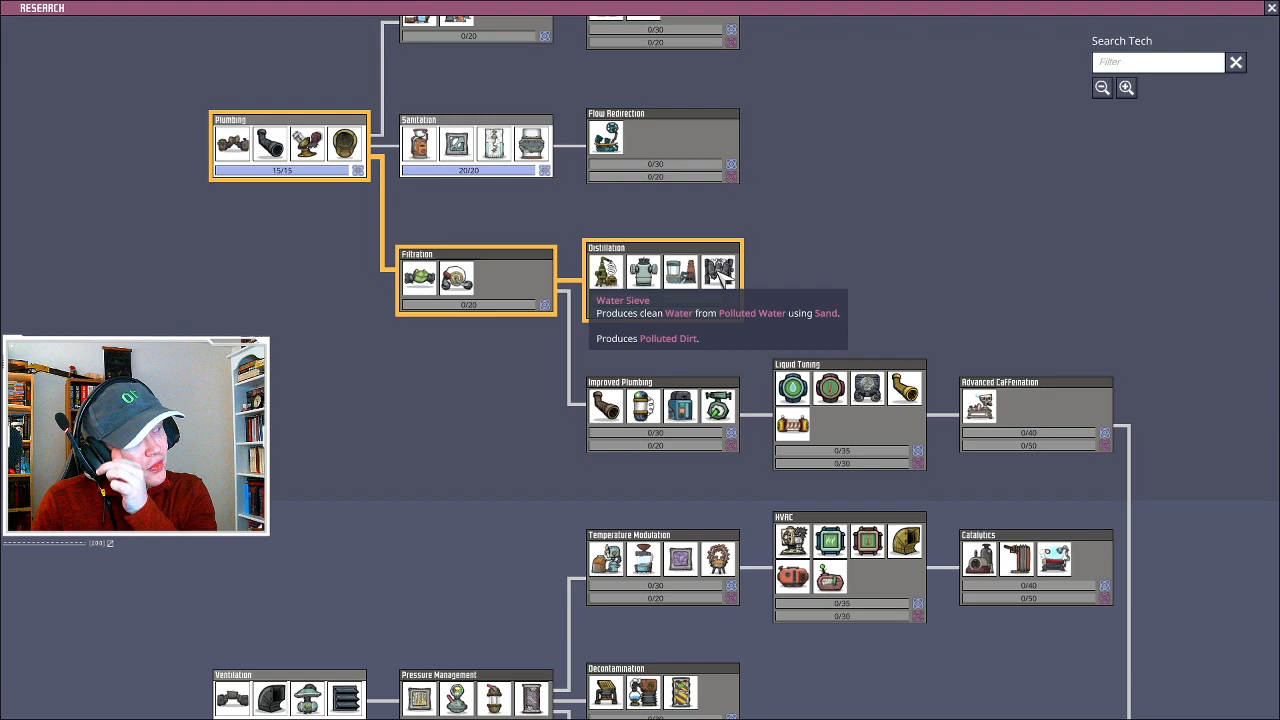 RESEARCH
Search Tech
Filter
0/20
0/30
0/20
Plumbing
15/15
Sanitation
20/20
Flow Redirection
0/30
0/20
Filtration
0/20
Distillation
Water Sieve
Produces clean Water from Polluted Water using Sand.
Produces Polluted Dirt.
Improved Plumbing
0/30
0/20
Liquid Tuning
0/35
0/30
Advanced Caffeination
0/40
0/50
Temperature Modulation
0/30
0/20
HVAC
0/35
0/30
Catalytics
0/40
0/50
Ventilation
Pressure Management
Decontamination